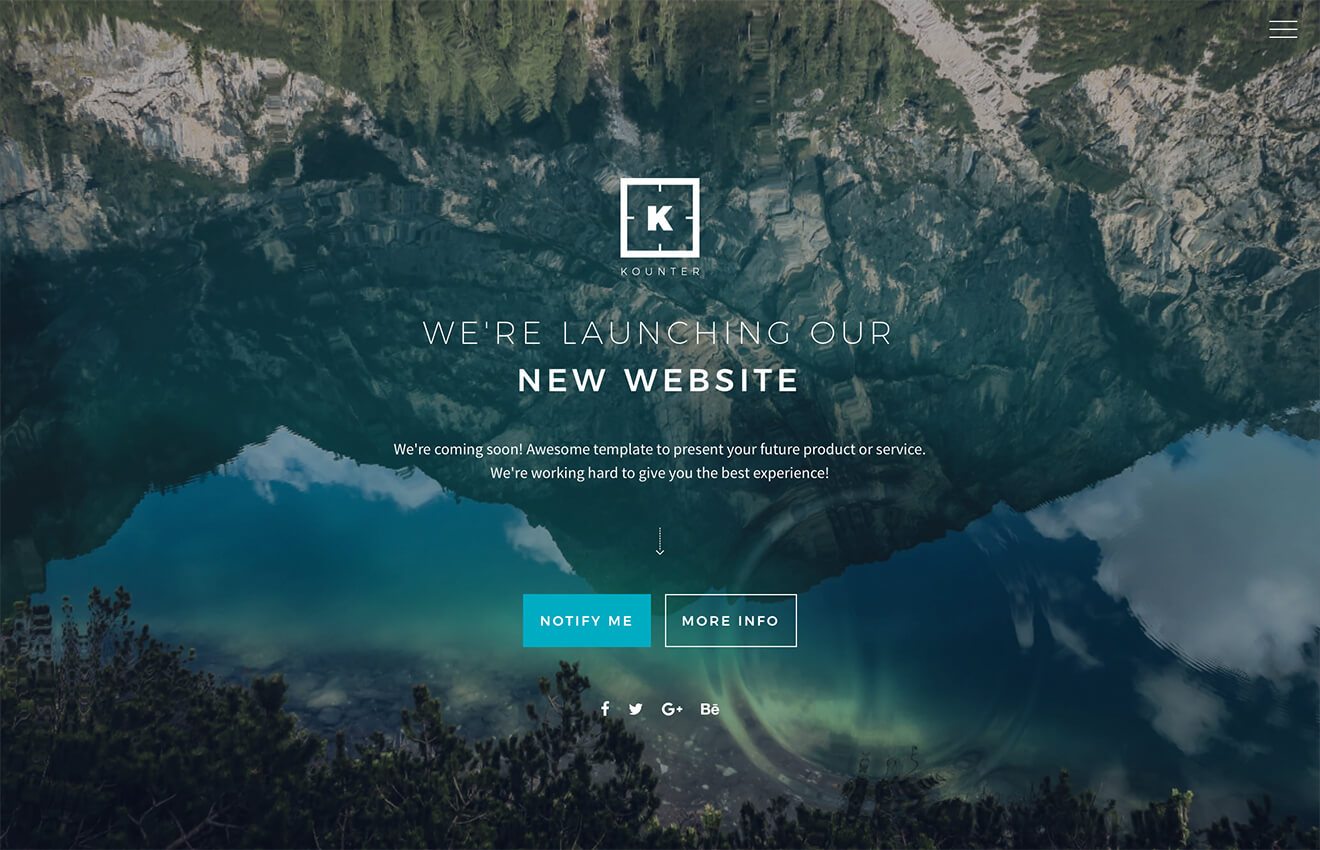 K
KOUNTER
WE'RE LAUNCHING OUR
NEW WEBSITE
We're coming soon! Awesome template to present your future product or service.
We're working hard to give you the best experience!
NOTIFY ME
MORE INFO
f G+ Bē